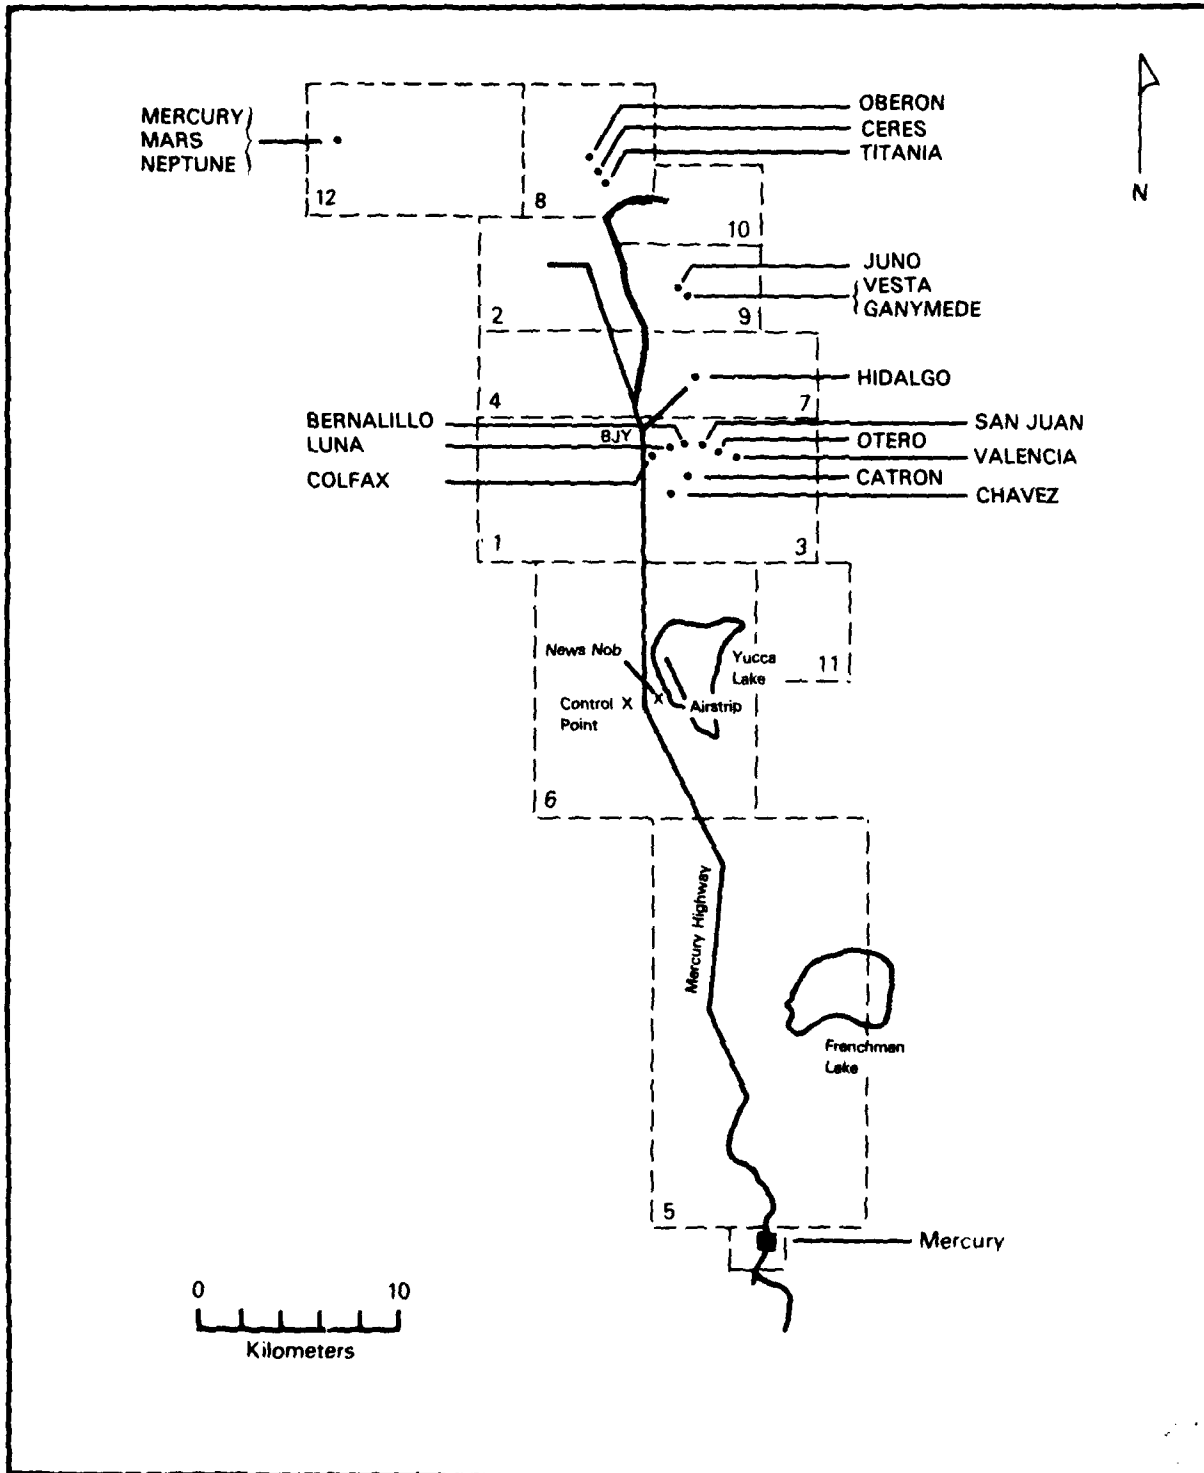 MERCURY
MARS
NEPTUNE
OBERON
CERES
TITANIA
N
12
8
10
JUNO
VESTA
GANYMEDE
2
9
HIDALGO
4
7
BERNALILLO
LUNA
COLFAX
BJY
SAN JUAN
OTERO
VALENCIA
CATRON
CHAVEZ
1
3
News Nob
Yucca
Lake
11
Control X
Point
X
Airstrip
6
Mercury Highway
Frenchman
Lake
5
Mercury
0 10
Kilometers